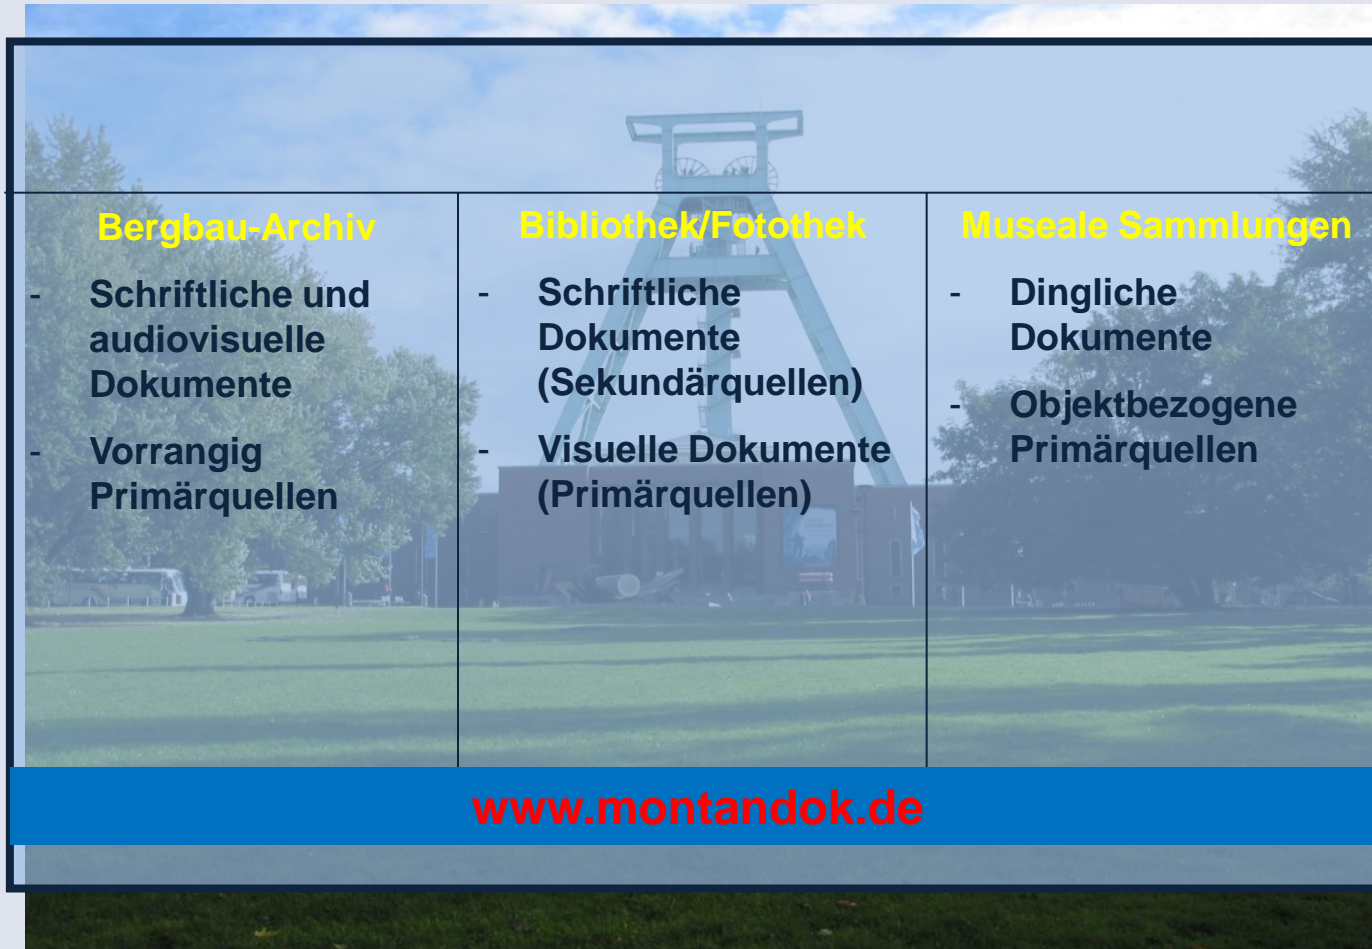 Bergbau-Archiv
- Schriftliche und
audiovisuelle
Dokumente
- Vorrangig
Primärquellen
Bibliothek/Fotothek
- Schriftliche
Dokumente
(Sekundärquellen)
- Visuelle Dokumente
(Primärquellen)
Museale Sammlungen
- Dingliche
Dokumente
- Objektbezogene
Primärquellen
www.montandok.de